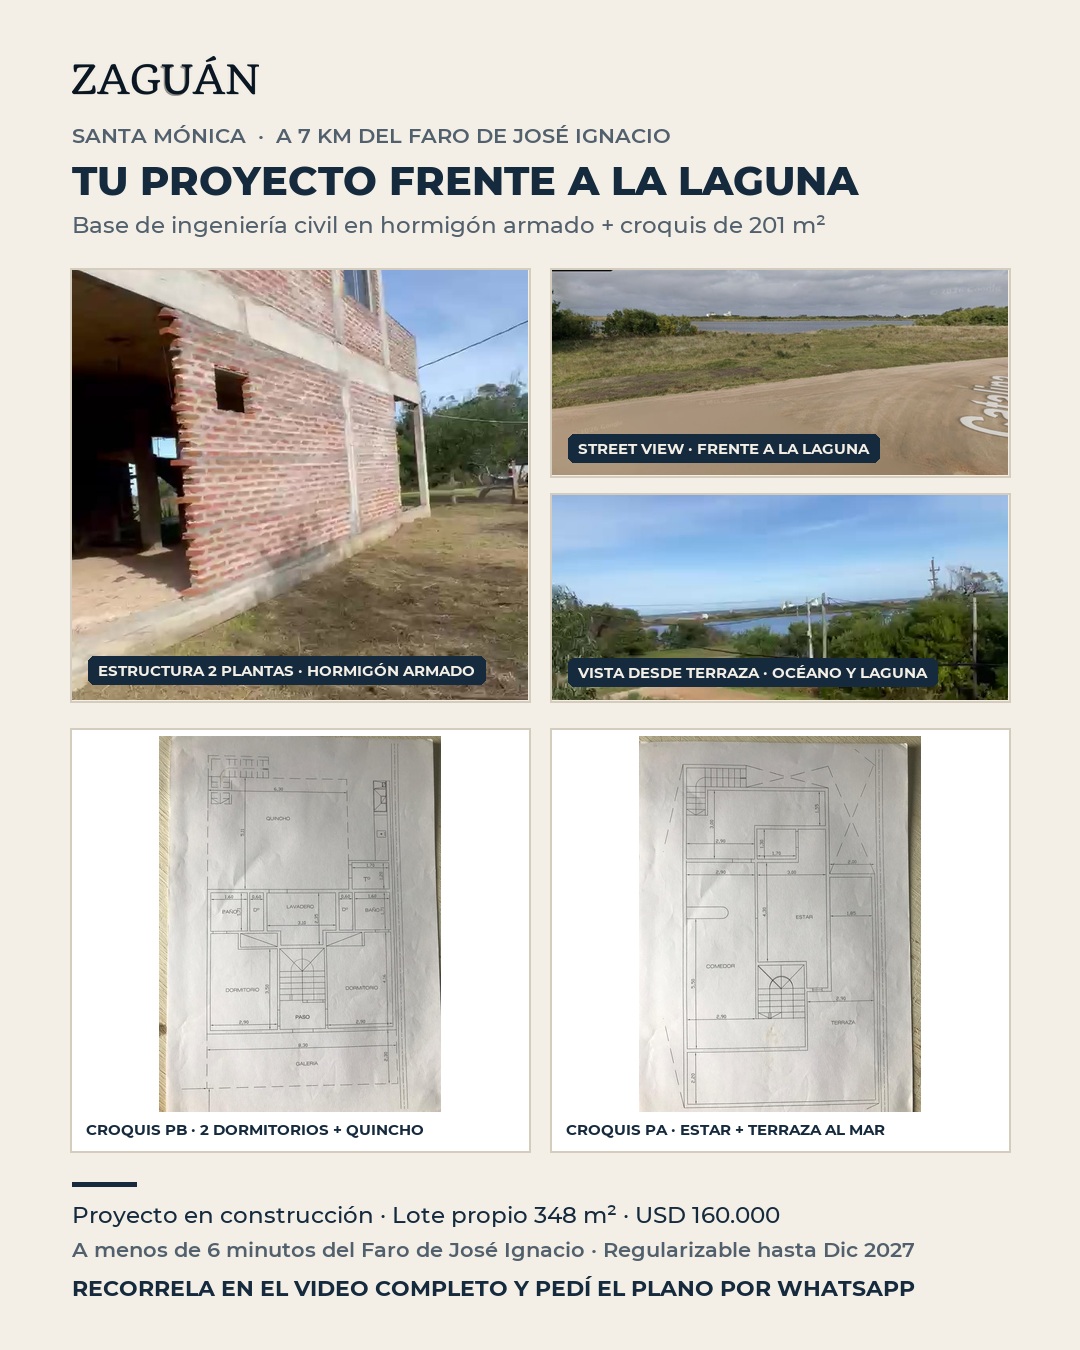 ZAGUÁN
SANTA MÓNICA · A 7 KM DEL FARO DE JOSÉ IGNACIO
TU PROYECTO FRENTE A LA LAGUNA
Base de ingeniería civil en hormigón armado + croquis de 201 m²
Catalina
STREET VIEW · FRENTE A LA LAGUNA
ESTRUCTURA 2 PLANTAS · HORMIGÓN ARMADO
VISTA DESDE TERRAZA · OCÉANO Y LAGUNA
QUINCHO
LAVADERO
BAÑO
BAÑO
DORMITORIO
DORMITORIO
PASO
GALERIA
ESTAR
COMEDOR
TERRAZA
CROQUIS PB · 2 DORMITORIOS + QUINCHO
CROQUIS PA · ESTAR + TERRAZA AL MAR
Proyecto en construcción · Lote propio 348 m² · USD 160.000
A menos de 6 minutos del Faro de José Ignacio · Regularizable hasta Dic 2027
RECORRELA EN EL VIDEO COMPLETO Y PEDÍ EL PLANO POR WHATSAPP